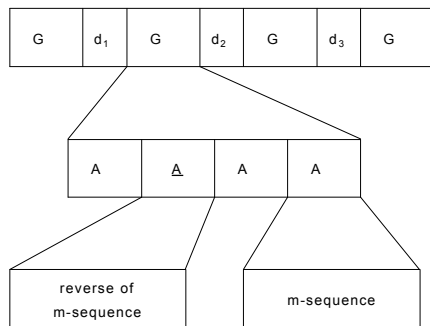 G d₁ G d₂ G d₃ G
A A A A
reverse of
m-sequence
m-sequence